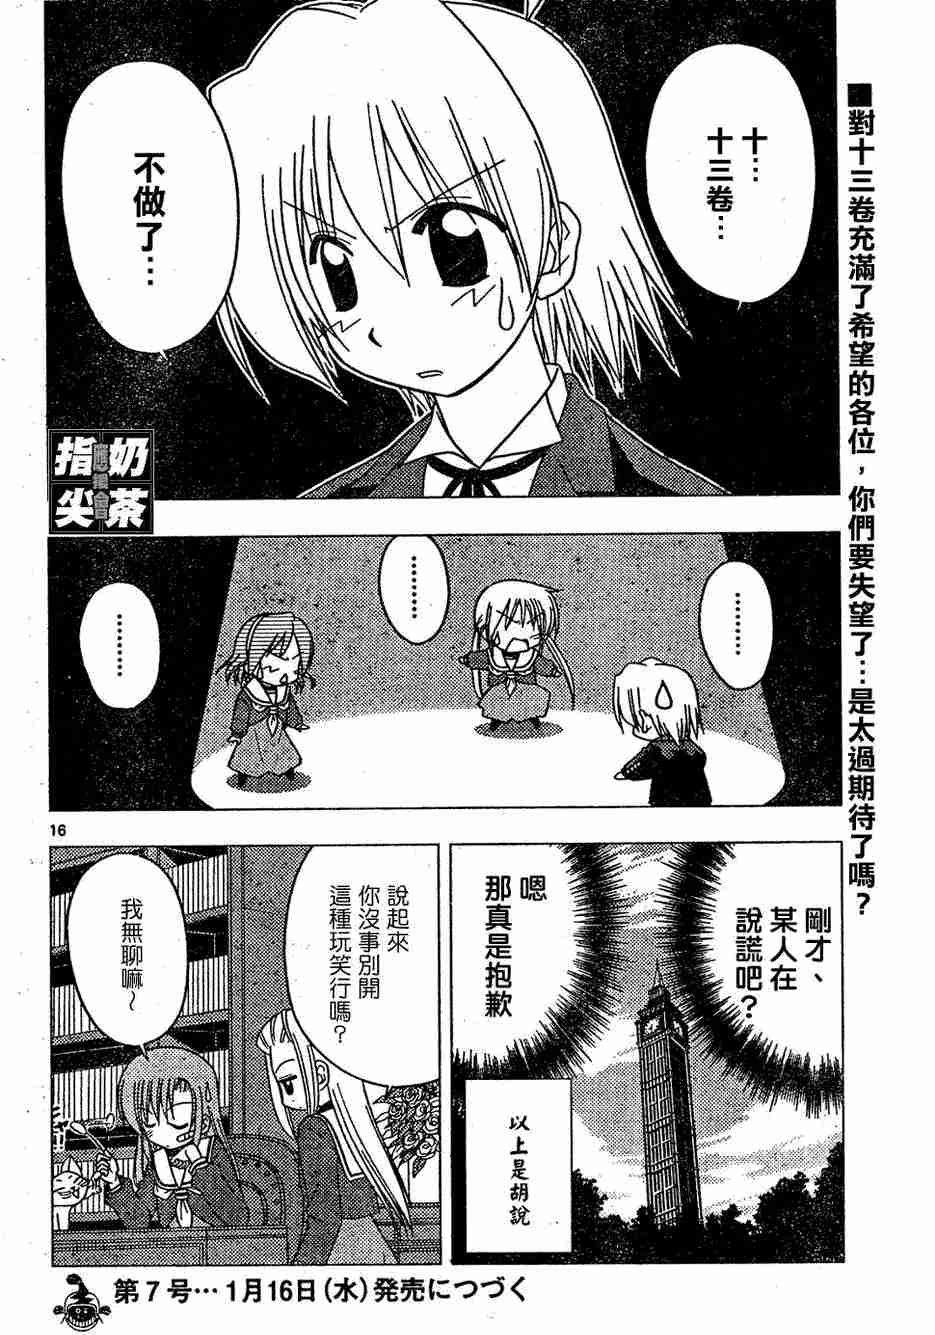 ■對十三卷充滿了希望的各位，你們要失望了…是太過期待了嗎？
十…
十三卷…
不做了…
指尖
奶茶
應援會
………
………
………
16
剛才、
某人在
說謊吧？
嗯
那真是抱歉
以上是胡說
說起來
你沒事別開
這種玩笑行嗎？
我無聊嘛～
第7号…1月16日(水)発売につづく